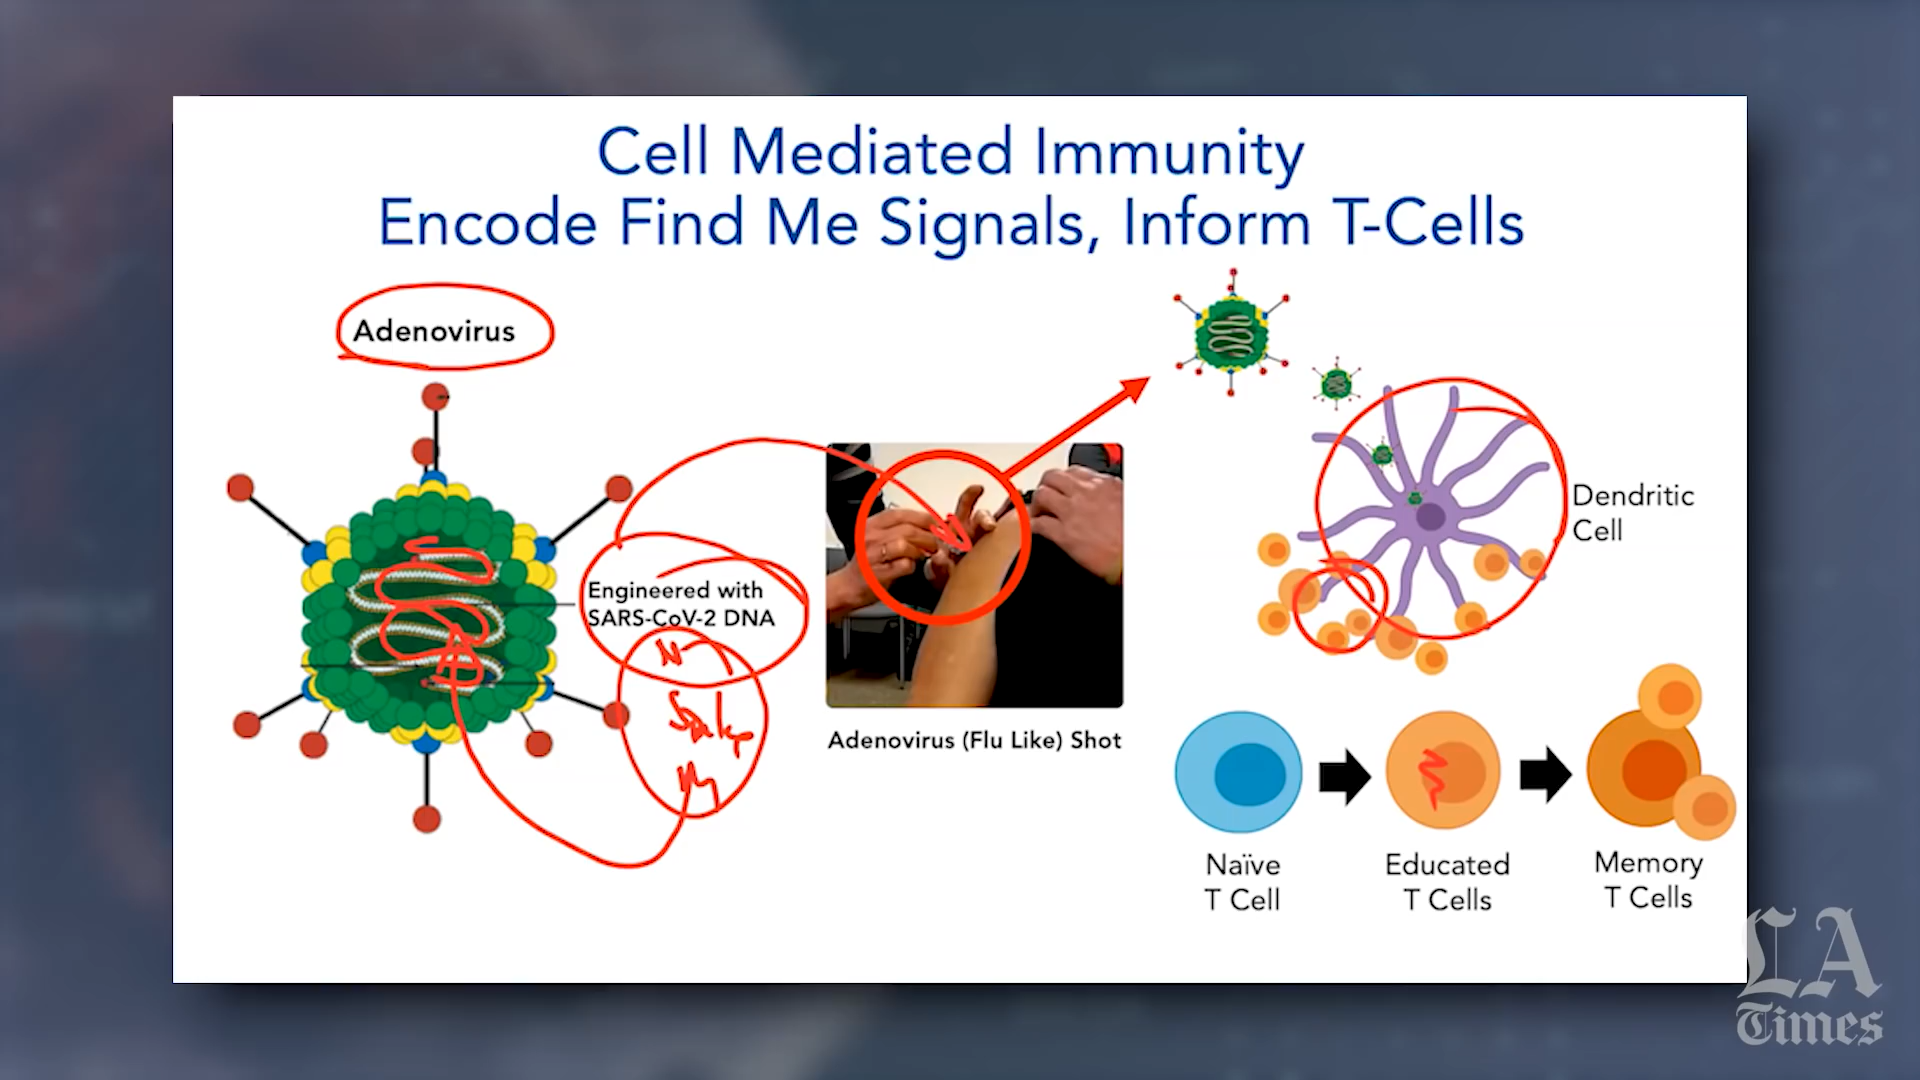 Cell Mediated Immunity
Encode Find Me Signals, Inform T-Cells
Adenovirus
Engineered with
SARS-CoV-2 DNA
N
Spike
M
Adenovirus (Flu Like) Shot
Dendritic
Cell
Naïve
T Cell
Educated
T Cells
Memory
T Cells
LA
Times